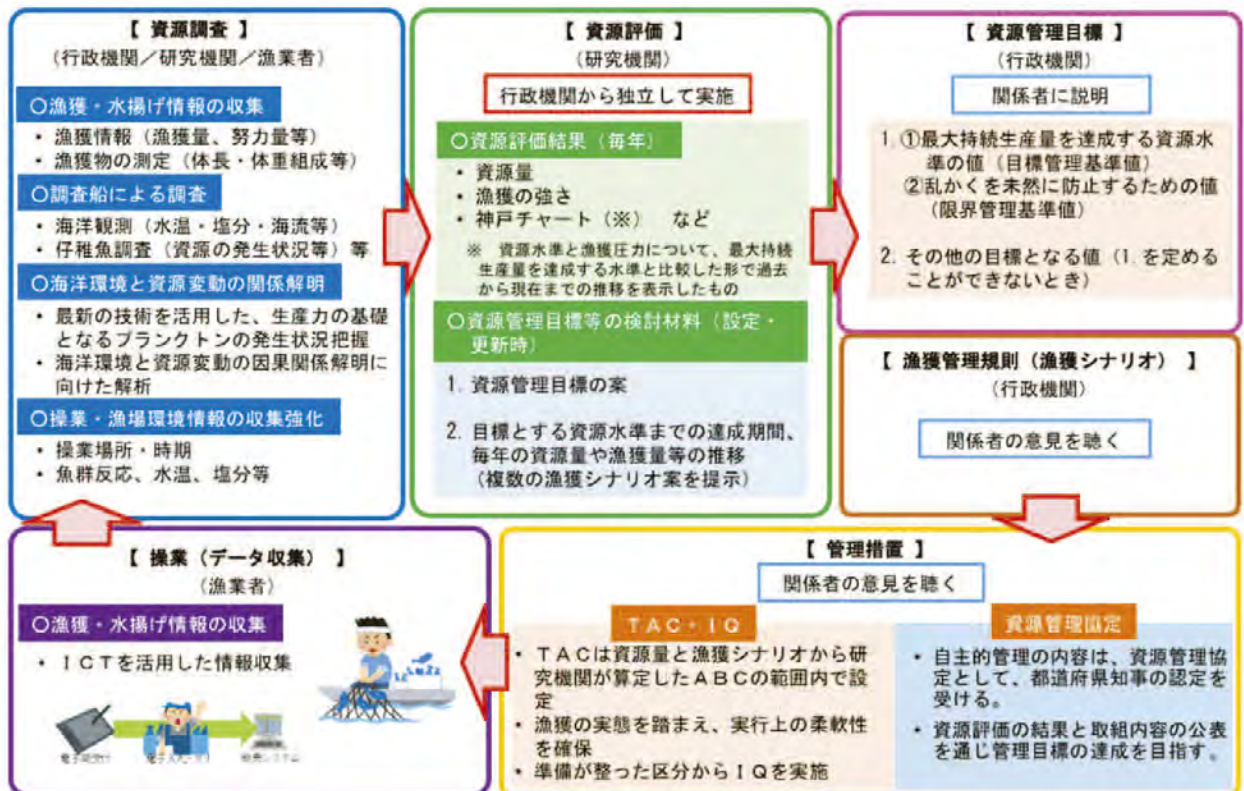 【 資源調査 】
(行政機関/研究機関/漁業者)
〇漁獲・水揚げ情報の収集
・ 漁獲情報(漁獲量、努力量等)
・ 漁獲物の測定(体長・体重組成等)
〇調査船による調査
・ 海洋観測(水温・塩分・海流等)
・ 仔稚魚調査(資源の発生状況等)等
〇海洋環境と資源変動の関係解明
・ 最新の技術を活用した、生産力の基礎
となるプランクトンの発生状況把握
・ 海洋環境と資源変動の因果関係解明に
向けた解析
〇操業・漁場環境情報の収集強化
・ 操業場所・時期
・ 魚群反応、水温、塩分等
【 資源評価 】
(研究機関)
行政機関から独立して実施
〇資源評価結果(毎年)
・ 資源量
・ 漁獲の強さ
・ 神戸チャート(※) など
※ 資源水準と漁獲圧力について、最大持続
生産量を達成する水準と比較した形で過去
から現在までの推移を表示したもの
〇資源管理目標等の検討材料(設定・
更新時)
1. 資源管理目標の案
2. 目標とする資源水準までの達成期間、
毎年の資源量や漁獲量等の推移
(複数の漁獲シナリオ案を提示)
【 資源管理目標 】
(行政機関)
関係者に説明
1. ①最大持続生産量を達成する資源水
準の値(目標管理基準値)
②乱かくを未然に防止するための値
(限界管理基準値)
2. その他の目標となる値(1. を定める
ことができないとき)
【 漁獲管理規則(漁獲シナリオ) 】
(行政機関)
関係者の意見を聴く
【 管理措置 】
関係者の意見を聴く
TAC・IQ
・ TACは資源量と漁獲シナリオから研
究機関が算定したABCの範囲内で設
定
・ 漁獲の実態を踏まえ、実行上の柔軟性
を確保
・ 準備が整った区分からIQを実施
資源管理協定
・ 自主的管理の内容は、資源管理協
定として、都道府県知事の認定を
受ける。
・ 資源評価の結果と取組内容の公表
を通じ管理目標の達成を目指す。
【 操業(データ収集) 】
(漁業者)
〇漁獲・水揚げ情報の収集
・ ICTを活用した情報収集